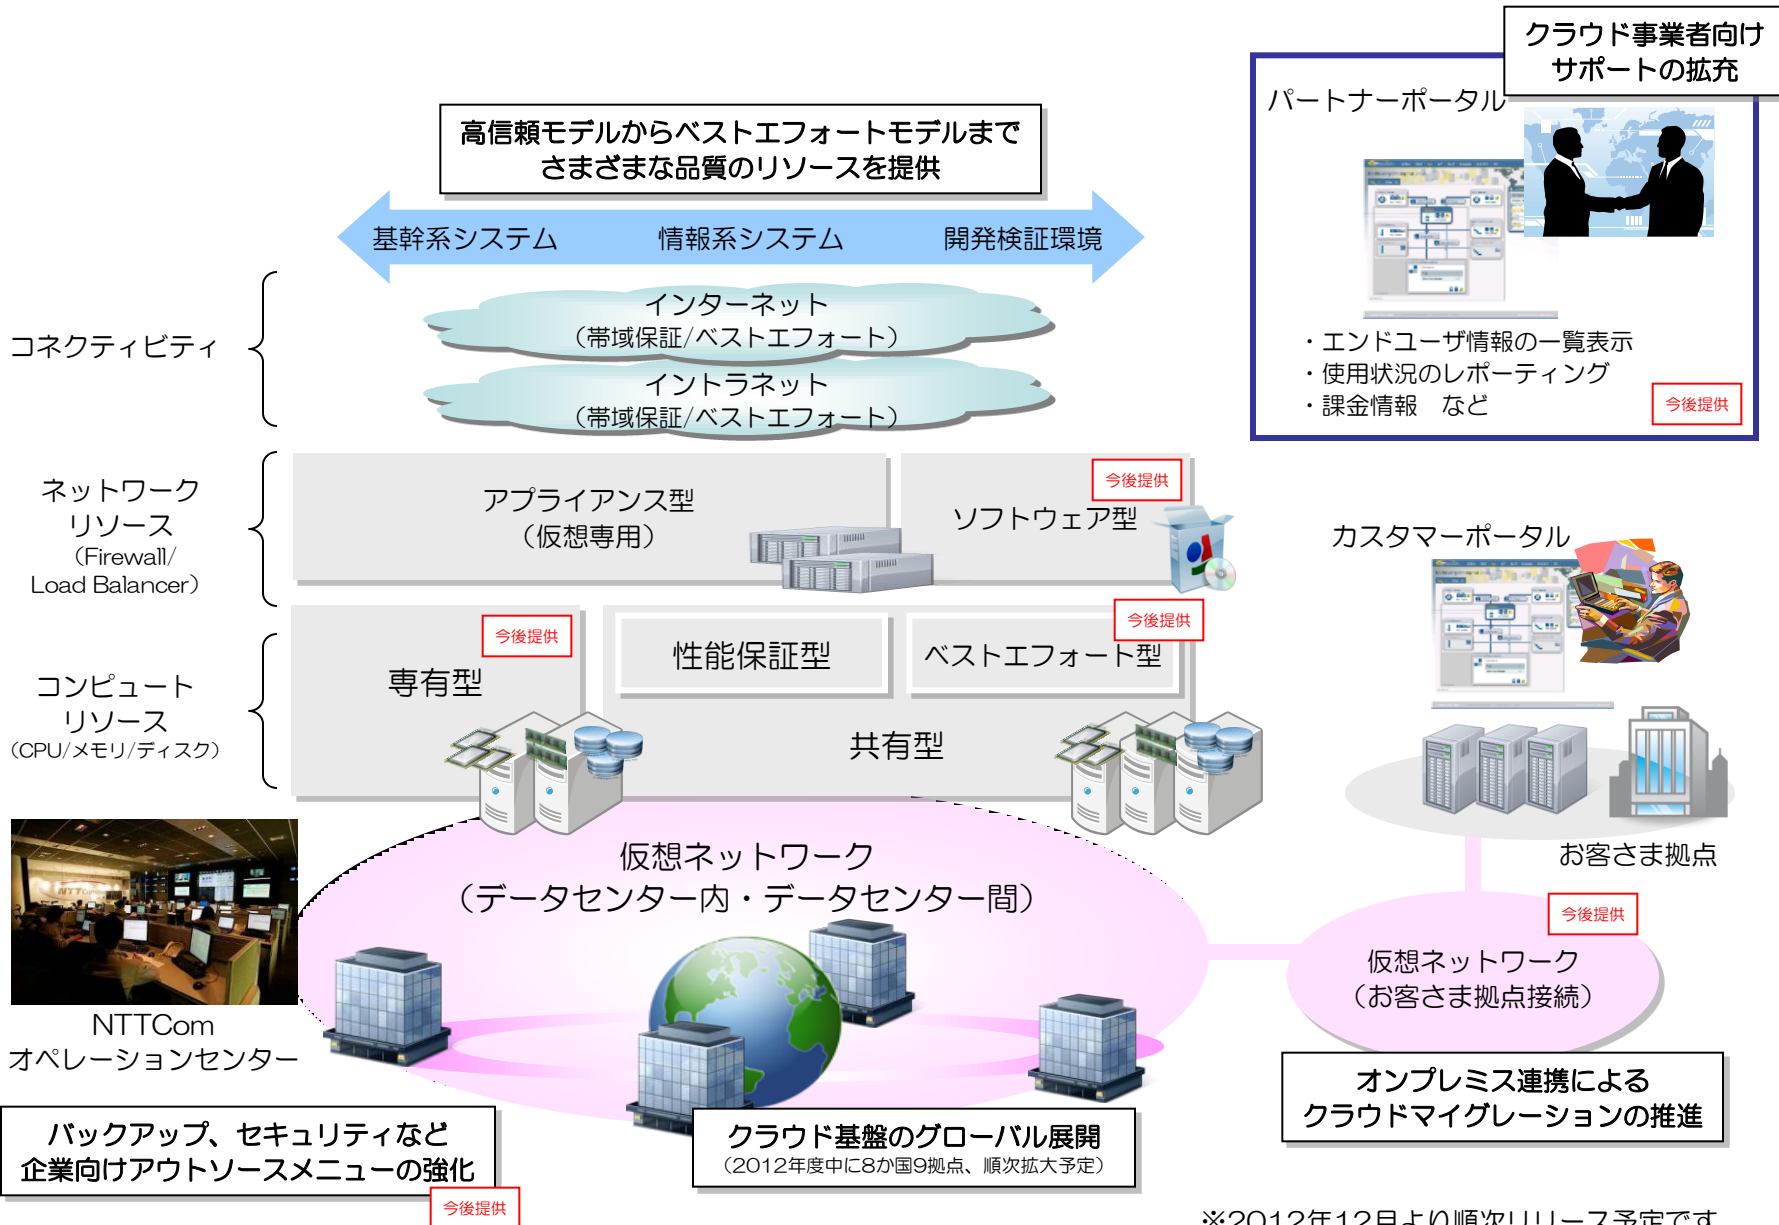 クラウド事業者向け
サポートの拡充
パートナーポータル
・エンドユーザ情報の一覧表示
・使用状況のレポーティング
・課金情報　など
今後提供
高信頼モデルからベストエフォートモデルまで
さまざまな品質のリソースを提供
基幹系システム
情報系システム
開発検証環境
コネクティビティ
インターネット
（帯域保証/ベストエフォート）
イントラネット
（帯域保証/ベストエフォート）
ネットワーク
リソース
（Firewall/
Load Balancer）
アプライアンス型
（仮想専用）
今後提供
ソフトウェア型
コンピュート
リソース
（CPU/メモリ/ディスク）
今後提供
専有型
性能保証型
今後提供
ベストエフォート型
共有型
カスタマーポータル
お客さま拠点
仮想ネットワーク
（データセンター内・データセンター間）
今後提供
仮想ネットワーク
（お客さま拠点接続）
NTTCom
オペレーションセンター
オンプレミス連携による
クラウドマイグレーションの推進
バックアップ、セキュリティなど
企業向けアウトソースメニューの強化
今後提供
クラウド基盤のグローバル展開
（2012年度中に8か国9拠点、順次拡大予定）
※2012年12月より順次リリース予定です